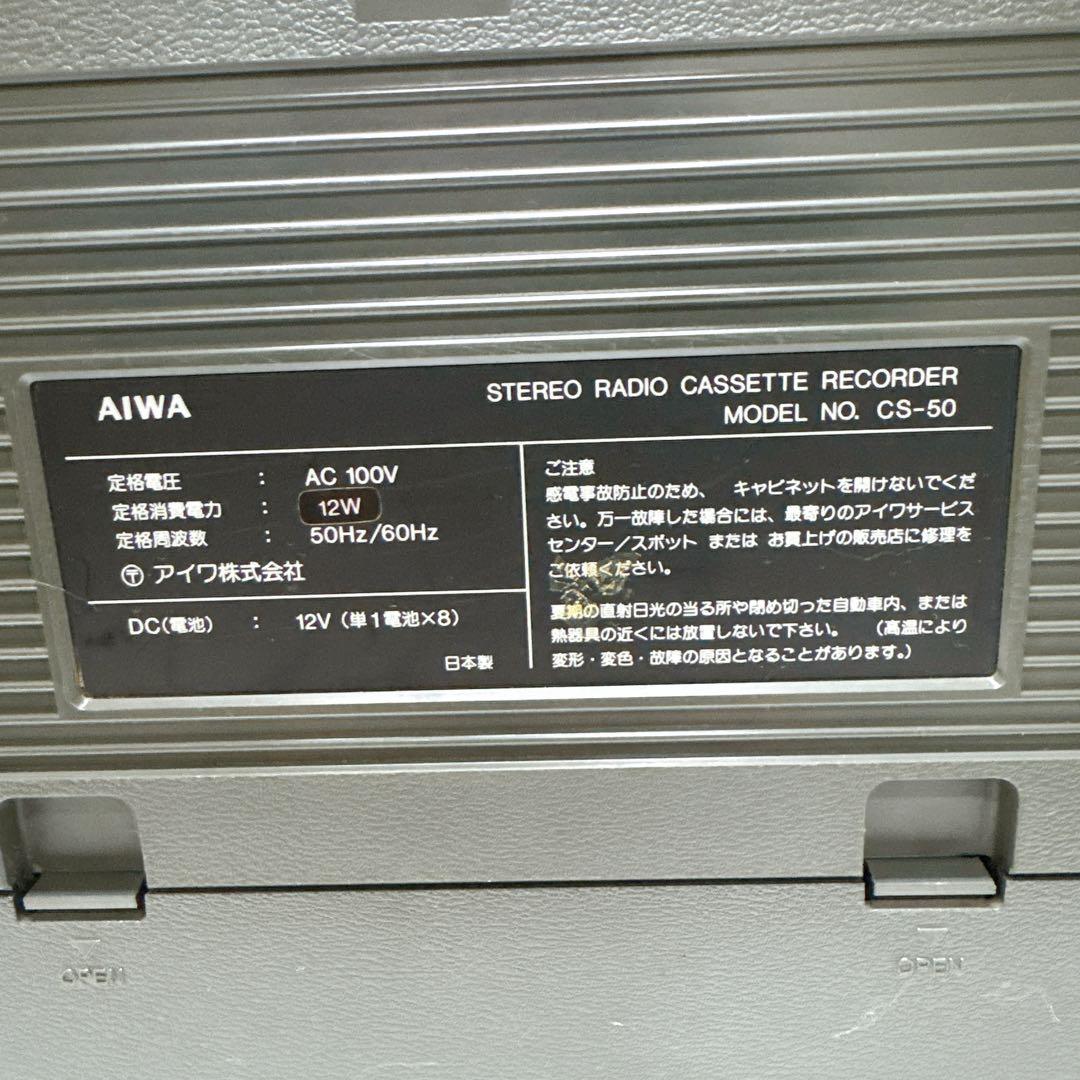 AIWA
STEREO RADIO CASSETTE RECORDER
MODEL NO. CS-50
定格電圧 : AC 100V
定格消費電力 : 12W
定格周波数 : 50Hz/60Hz
〶 アイワ株式会社
DC(電池) : 12V (単1電池×8)
日本製
ご注意
感電事故防止のため、 キャビネットを開けないでくだ
さい。万一故障した場合には、最寄りのアイワサービス
センター/スポット または お買上げの販売店に修理を
ご依頼ください。
夏期の直射日光の当る所や閉め切った自動車内、または
熱器具の近くには放置しないで下さい。 (高温により
変形・変色・故障の原因となることがあります。)
OPEN
OPEN